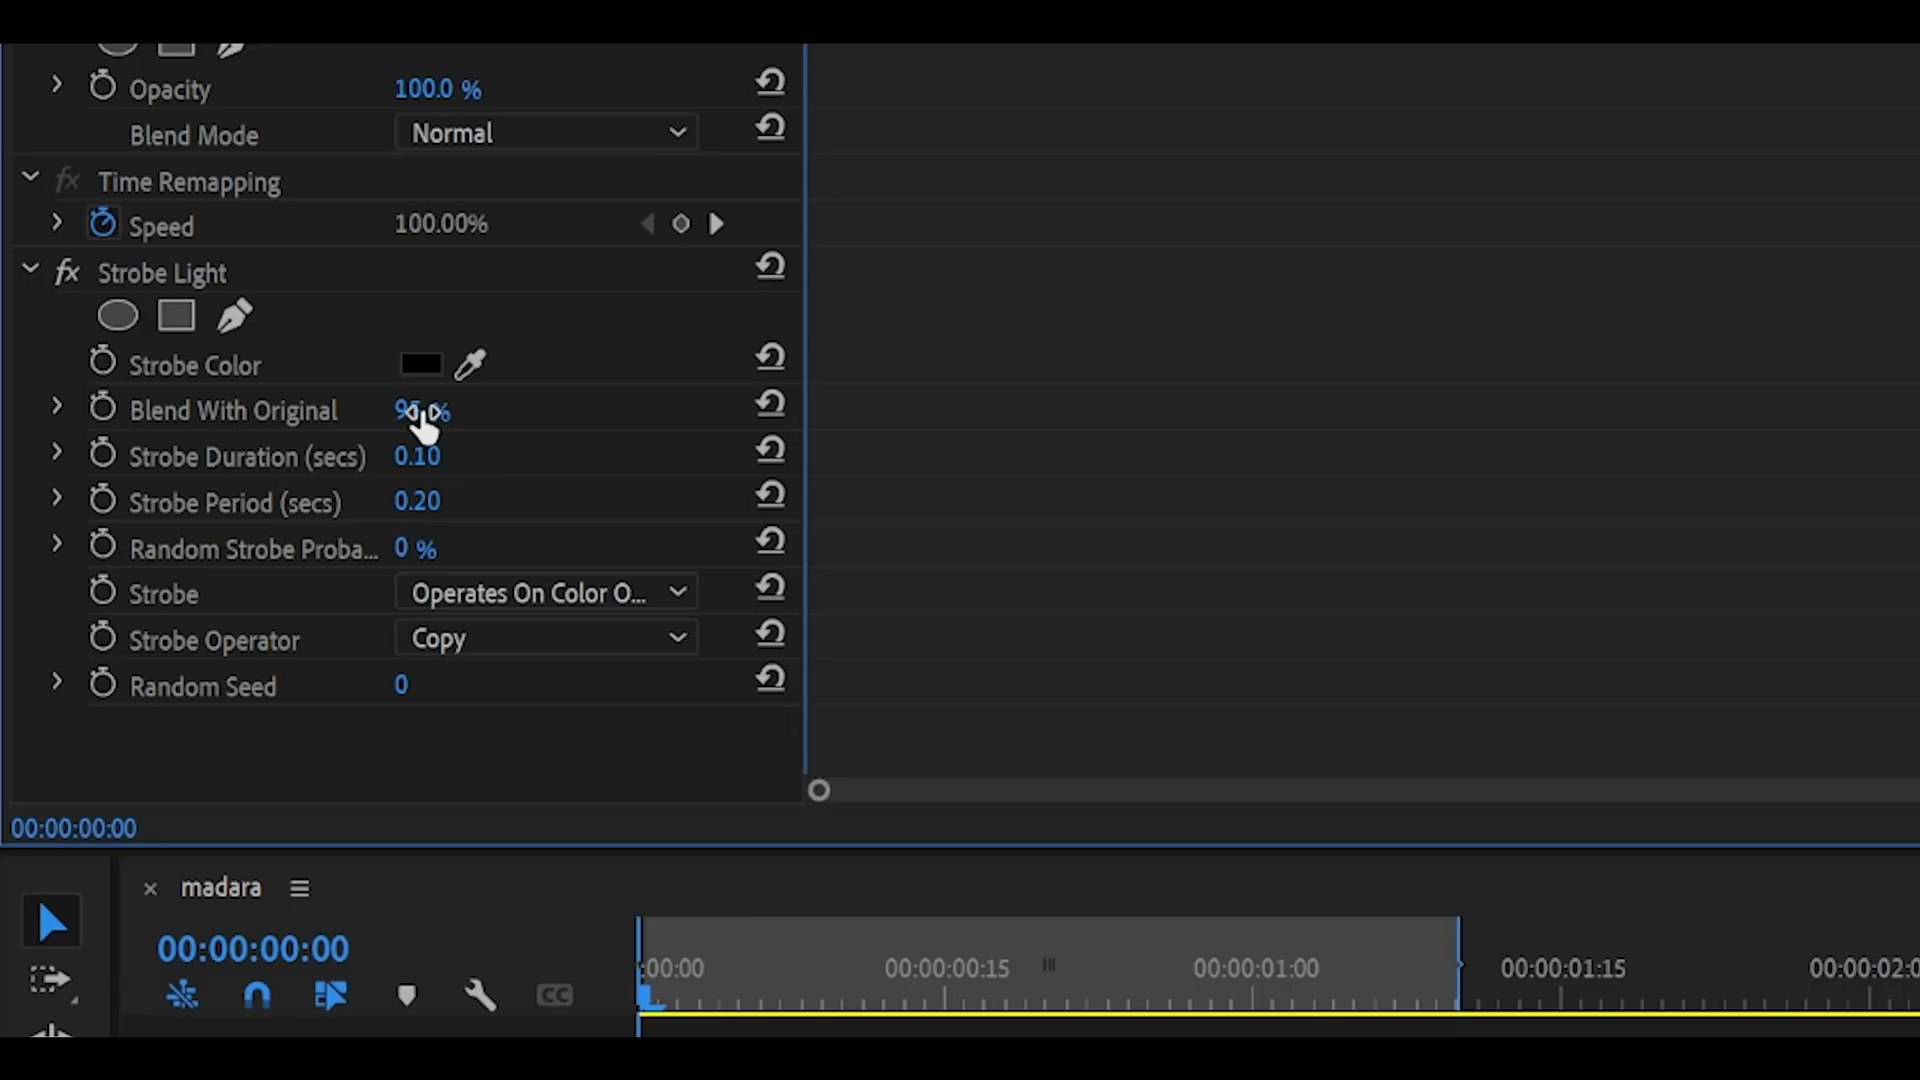 Opacity 100.0 %
Blend Mode Normal
fx Time Remapping
Speed 100.00%
fx Strobe Light
Strobe Color
Blend With Original %
Strobe Duration (secs) 0.10
Strobe Period (secs) 0.20
Random Strobe Proba... 0 %
Strobe Operates On Color O...
Strobe Operator Copy
Random Seed 0
00:00:00:00
× madara
00:00:00:00
:00:00 00:00:00:15 00:00:01:00 00:00:01:15 00:00:02:0
CC